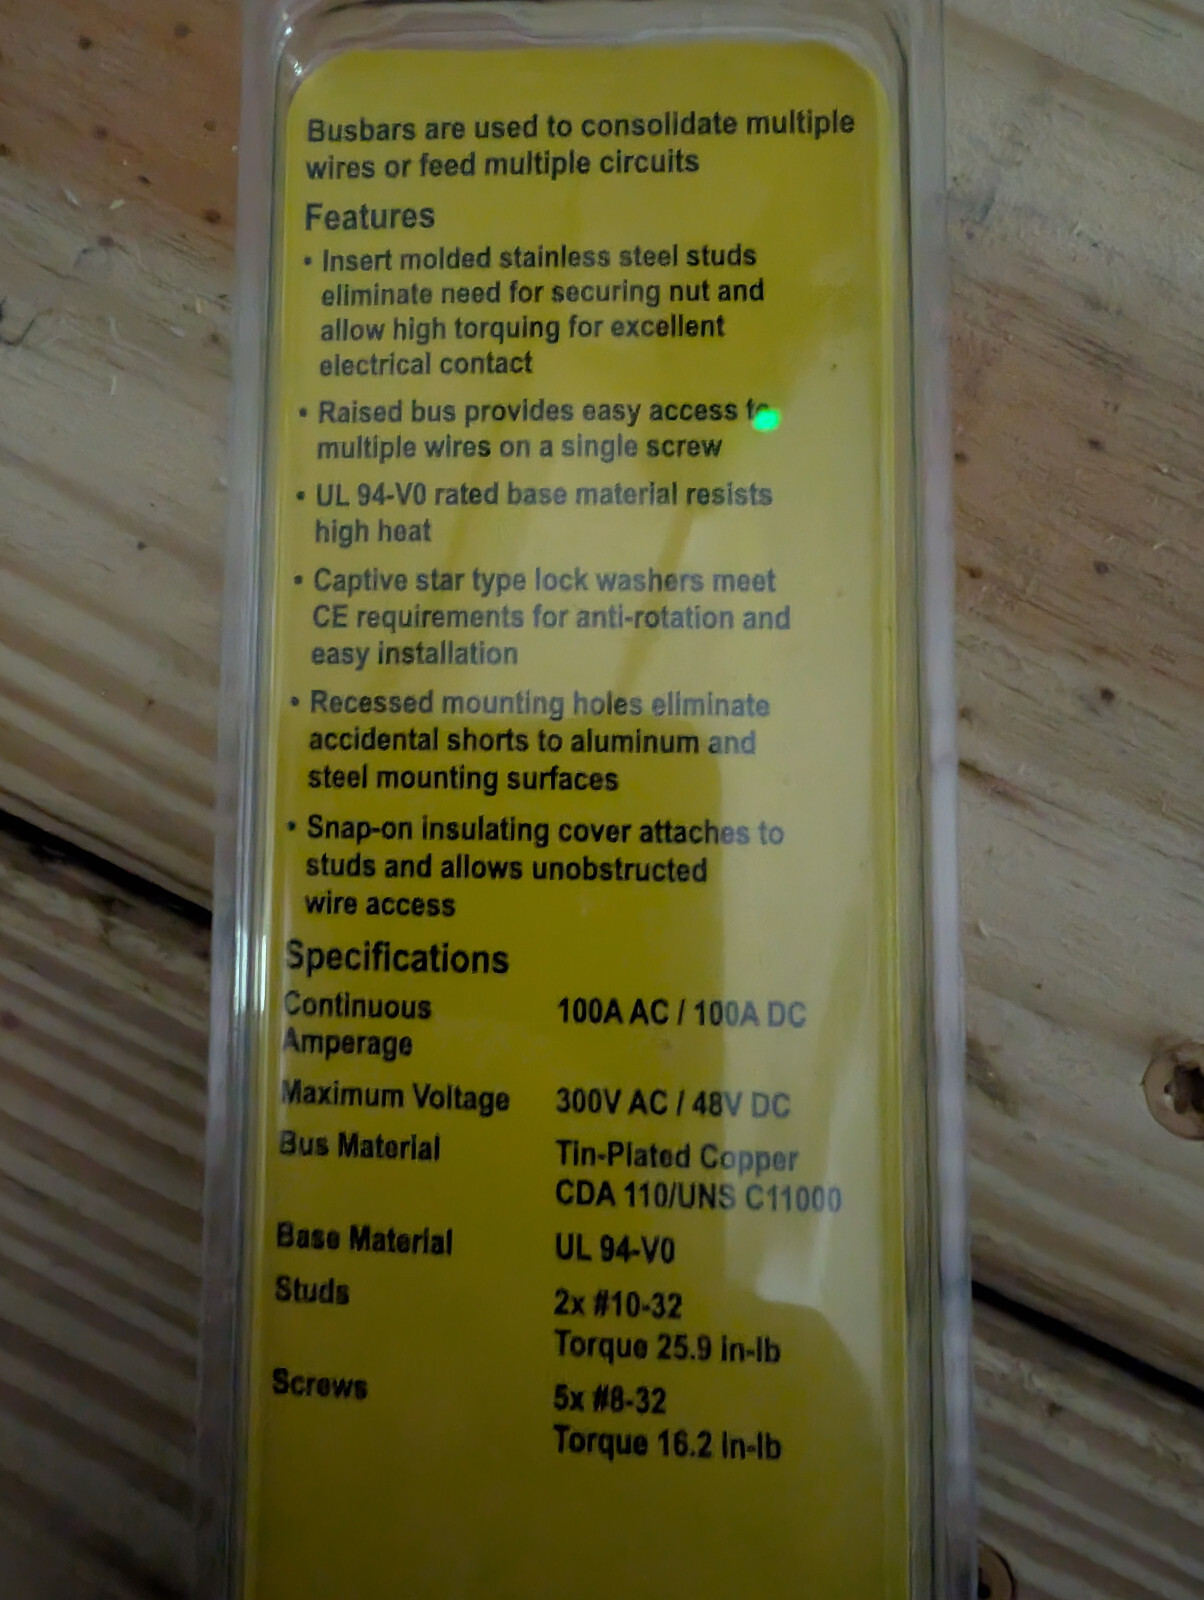 Busbars are used to consolidate multiple
wires or feed multiple circuits
Features
• Insert molded stainless steel studs
eliminate need for securing nut and
allow high torquing for excellent
electrical contact
• Raised bus provides easy access to
multiple wires on a single screw
• UL 94-V0 rated base material resists
high heat
• Captive star type lock washers meet
CE requirements for anti-rotation and
easy installation
• Recessed mounting holes eliminate
accidental shorts to aluminum and
steel mounting surfaces
• Snap-on insulating cover attaches to
studs and allows unobstructed
wire access
Specifications
Continuous 100A AC / 100A DC
Amperage
Maximum Voltage 300V AC / 48V DC
Bus Material Tin-Plated Copper
CDA 110/UNS C11000
Base Material UL 94-V0
Studs 2x #10-32
Torque 25.9 in-lb
Screws 5x #8-32
Torque 16.2 in-lb